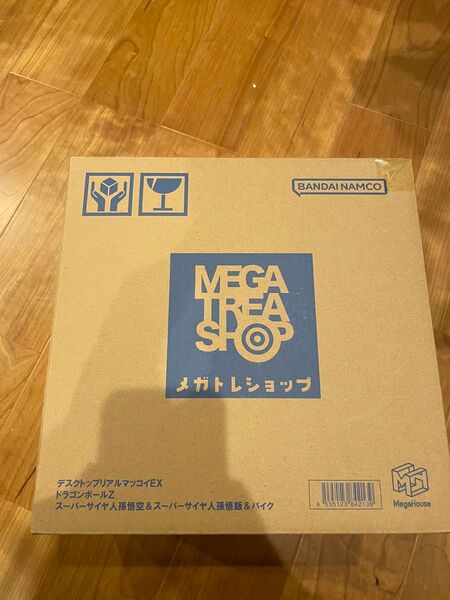 BANDAI NAMCO
MEGA
TREA
SHOP
メガトレショップ
デスクトップリアルマッコイEX
ドラゴンボールZ
スーパーサイヤ人孫悟空&スーパーサイヤ人孫悟飯&バイク
4 535123 842139
MegaHouse